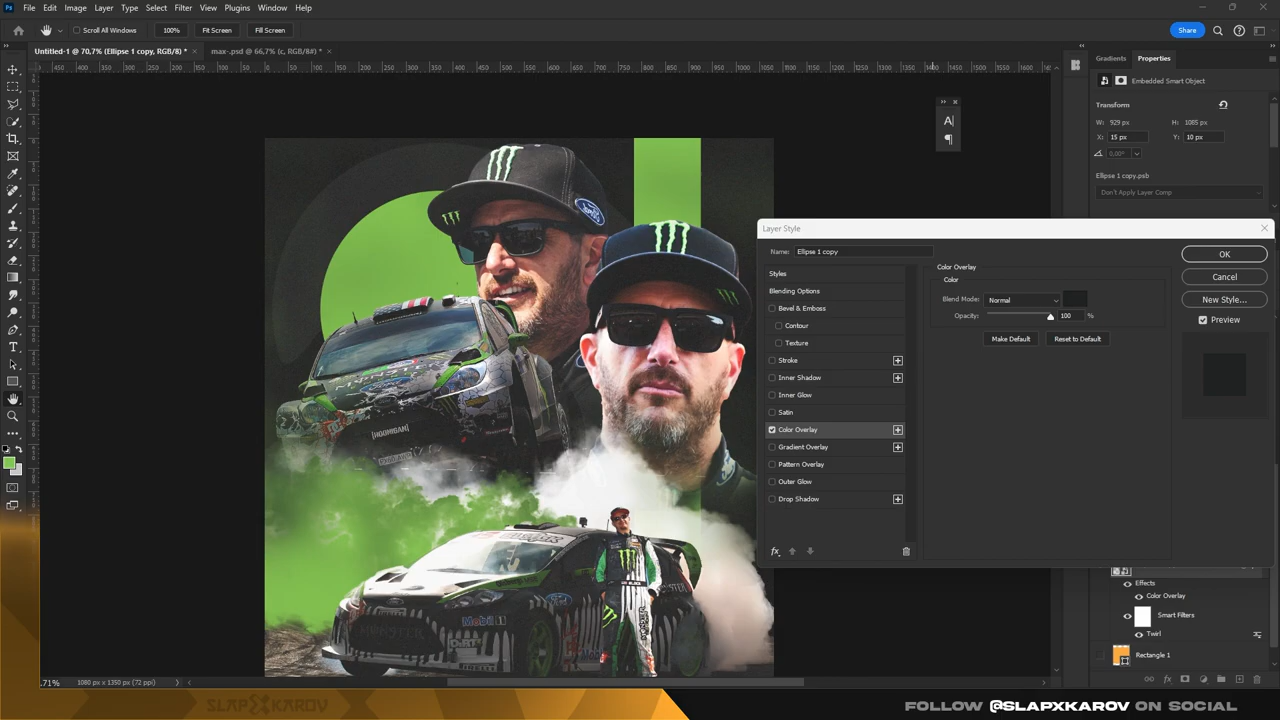 File Edit Image Layer Type Select Filter View Plugins Window Help
Scroll All Windows 100% Fit Screen Fill Screen Share
Untitled-1 @ 70,7% (Ellipse 1 copy, RGB/8) * × max-.psd @ 66,7% (c, RGB/8#) * ×
Gradients Properties
Embedded Smart Object
Transform
W: 929 px H: 1085 px
X: 15 px Y: 10 px
0,00°
Ellipse 1 copy.psb
Don't Apply Layer Comp
Layer Style
Name: Ellipse 1 copy
Styles
Blending Options
Bevel & Emboss
Contour
Texture
Stroke
Inner Shadow
Inner Glow
Satin
Color Overlay
Gradient Overlay
Pattern Overlay
Outer Glow
Drop Shadow
Color Overlay
Color
Blend Mode: Normal
Opacity: 100 %
Make Default Reset to Default
OK
Cancel
New Style...
Preview
Effects
Color Overlay
Smart Filters
Twirl
Rectangle 1
Ford
[HOONIGAN]
Mobil 1
.71% 1080 px x 1350 px (72 ppi)
SLAPXKAROV
FOLLOW @SLAPXKAROV ON SOCIAL